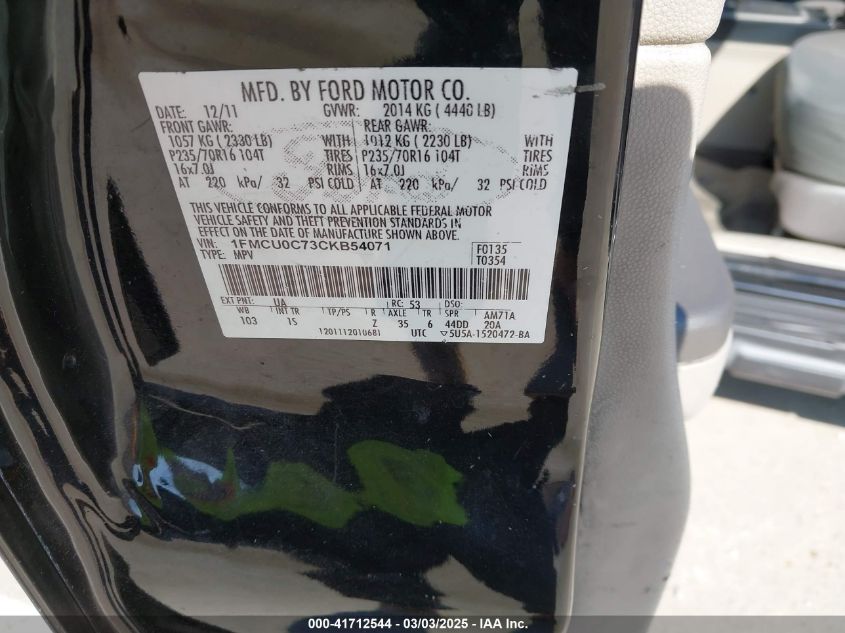 MFD. BY FORD MOTOR CO.
DATE: 12/11 GVWR: 2014 KG ( 4440 LB)
FRONT GAWR: REAR GAWR:
1057 KG ( 2330 LB) WITH 1012 KG ( 2230 LB) WITH
P235/70R16 104T TIRES P235/70R16 104T TIRES
16x7.0J RIMS 16x7.0J RIMS
AT 220 kPa/ 32 PSI COLD AT 220 kPa/ 32 PSI COLD
THIS VEHICLE CONFORMS TO ALL APPLICABLE FEDERAL MOTOR
VEHICLE SAFETY AND THEFT PREVENTION STANDARDS IN
EFFECT ON THE DATE OF MANUFACTURE SHOWN ABOVE.
VIN: 1FMCU0C73CKB54071 F0135
TYPE: MPV T0354
EXT PNT: UA RC: 53 DSO:
WB INT TR TP/PS R AXLE TR SPR AM71A
103 IS Z 35 6 44DD 20A
1201112010681 UTC 5U5A-1520472-BA
000-41712544 — 03/03/2025 — IAA Inc.